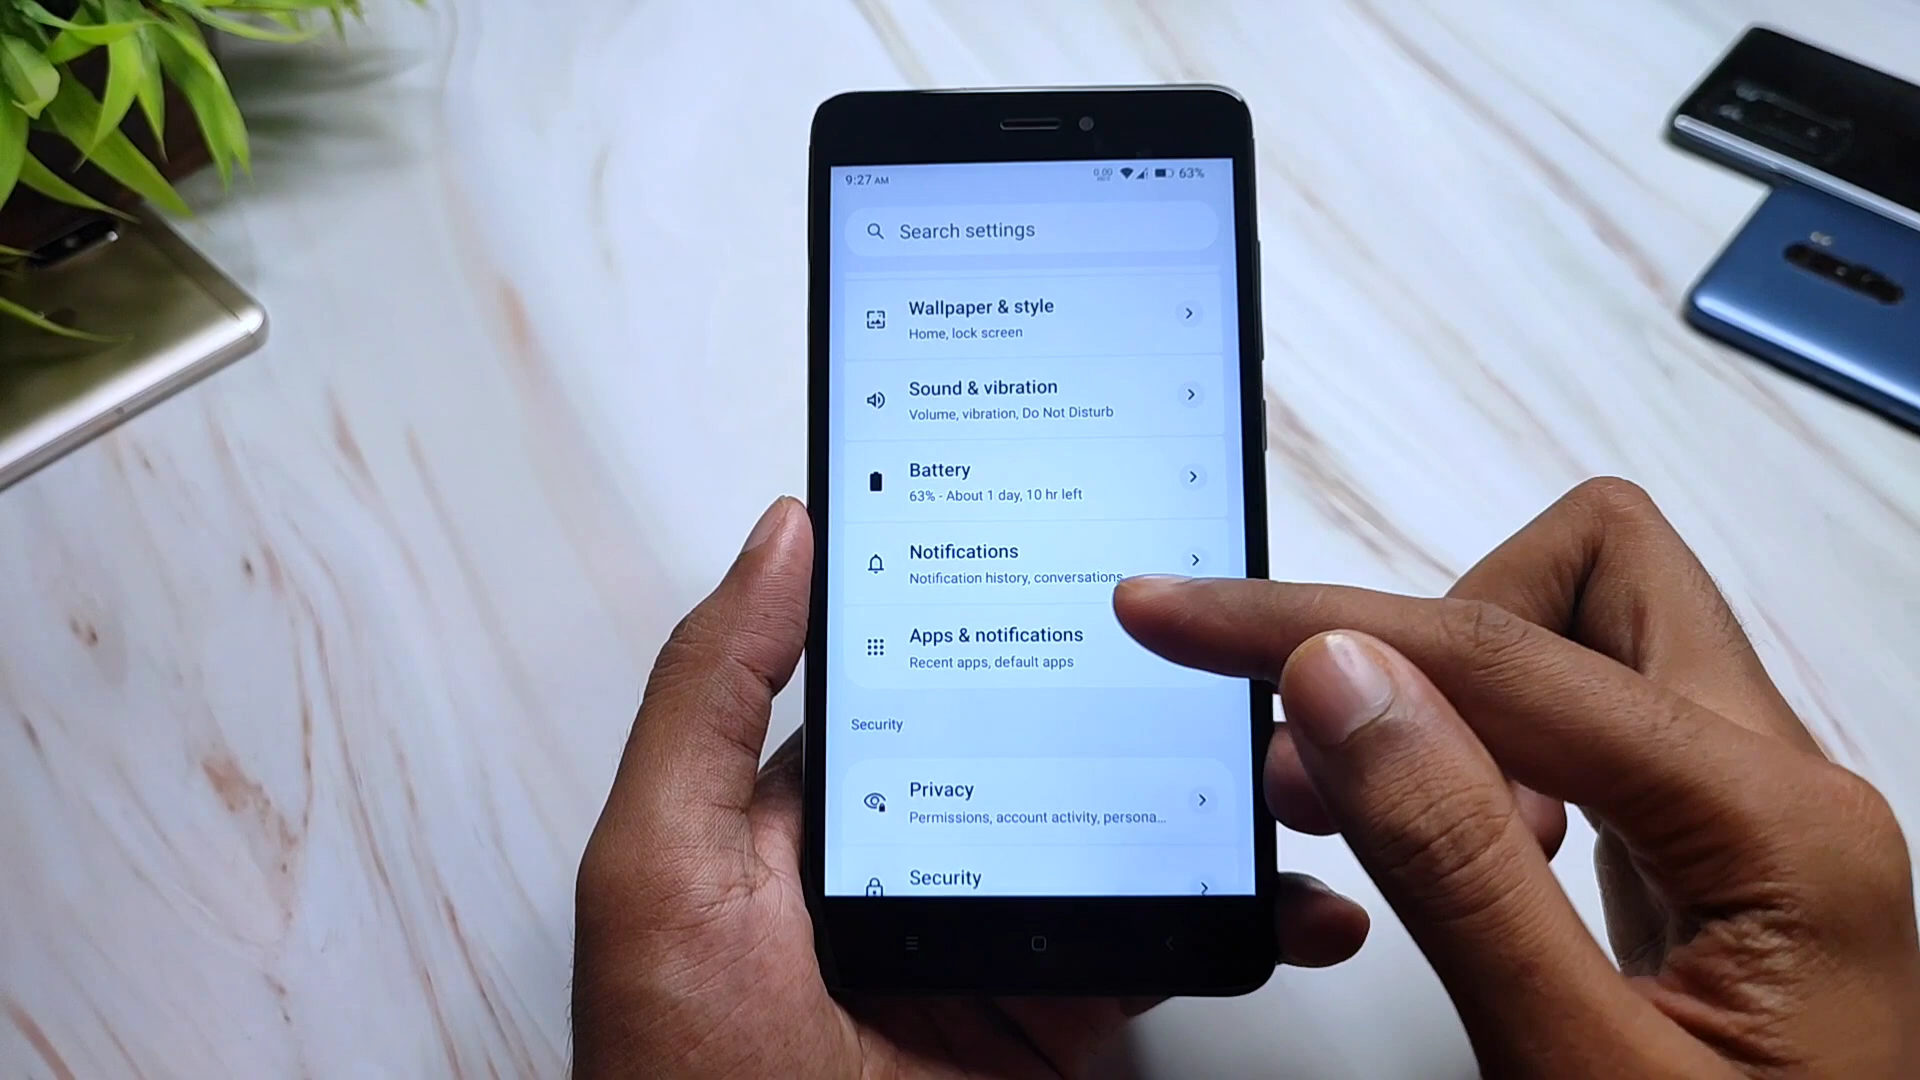 9:27 AM
0.00
63%
Search settings
Wallpaper & style
Home, lock screen
Sound & vibration
Volume, vibration, Do Not Disturb
Battery
63% - About 1 day, 10 hr left
Notifications
Notification history, conversations
Apps & notifications
Recent apps, default apps
Security
Privacy
Permissions, account activity, persona...
Security